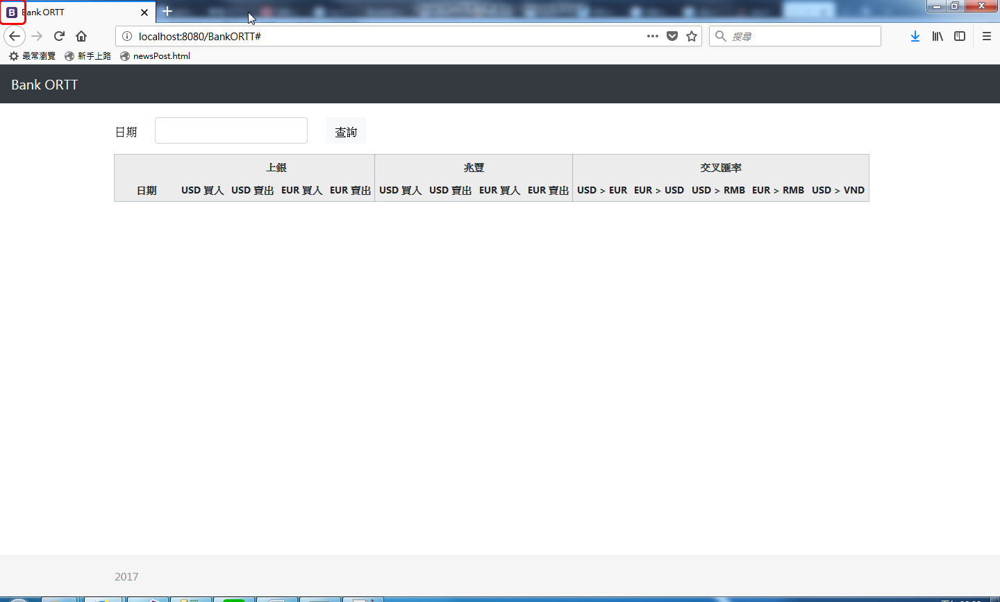 B Bank ORTT
localhost:8080/BankORTT#
搜尋
最常瀏覽 新手上路 newsPost.html
Bank ORTT
日期 查詢
上銀 兆豐 交叉匯率
日期 USD 買入 USD 賣出 EUR 買入 EUR 賣出 USD 買入 USD 賣出 EUR 買入 EUR 賣出 USD > EUR EUR > USD USD > RMB EUR > RMB USD > VND
2017